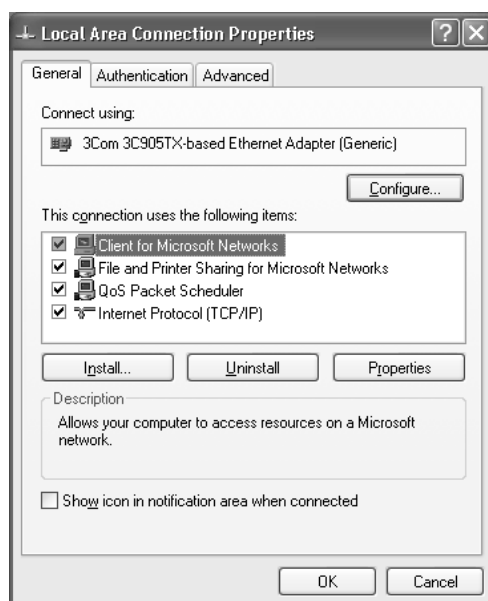 Local Area Connection Properties
General Authentication Advanced
Connect using:
3Com 3C905TX-based Ethernet Adapter (Generic)
Configure...
This connection uses the following items:
Client for Microsoft Networks
File and Printer Sharing for Microsoft Networks
QoS Packet Scheduler
Internet Protocol (TCP/IP)
Install... Uninstall Properties
Description
Allows your computer to access resources on a Microsoft
network.
Show icon in notification area when connected
OK Cancel